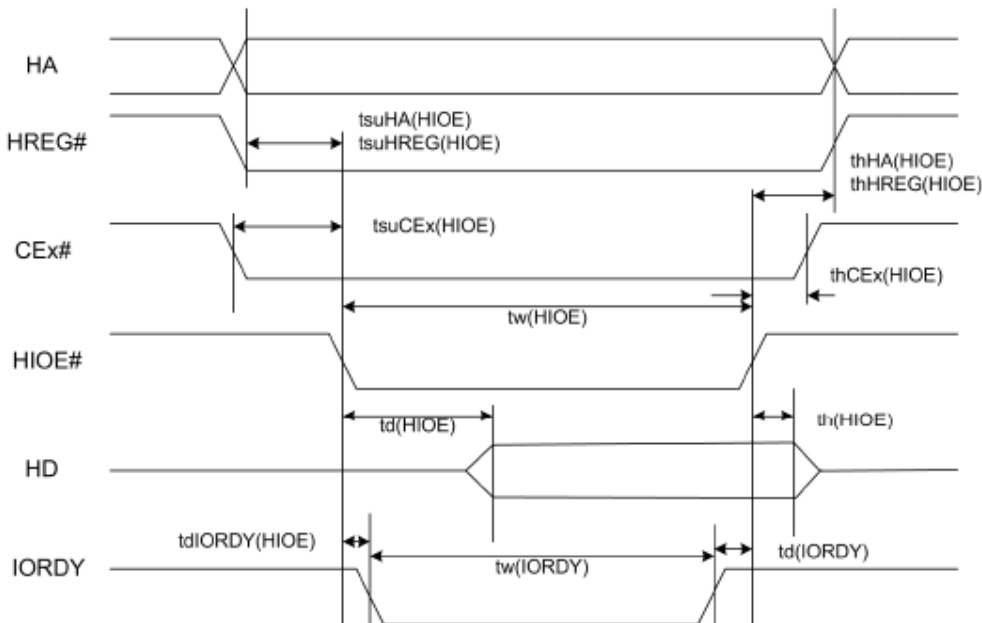 HA
tsuHA(HIOE)
HREG#
tsuHREG(HIOE)
thHA(HIOE)
thHREG(HIOE)
tsuCEx(HIOE)
CEx#
thCEx(HIOE)
tw(HIOE)
HIOE#
td(HIOE)
th(HIOE)
HD
tdIORDY(HIOE)
td(IORDY)
IORDY
tw(IORDY)